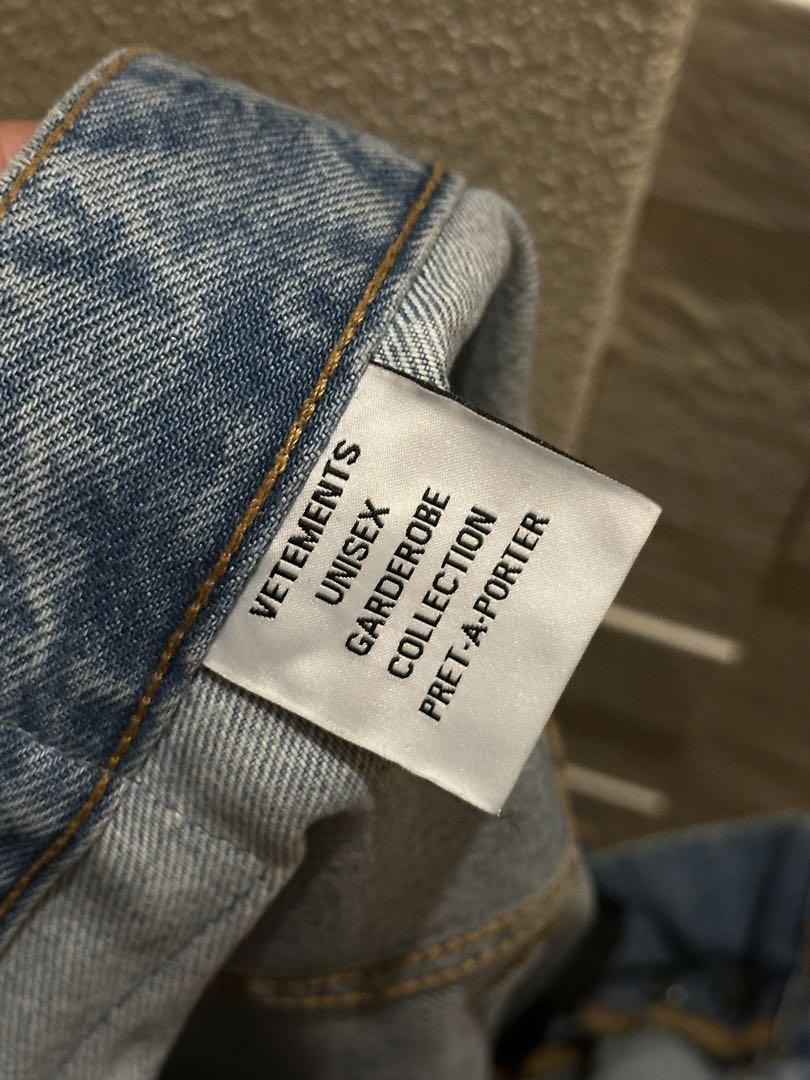 VETEMENTS
UNISEX
GARDEROBE
COLLECTION
PRET-A-PORTER